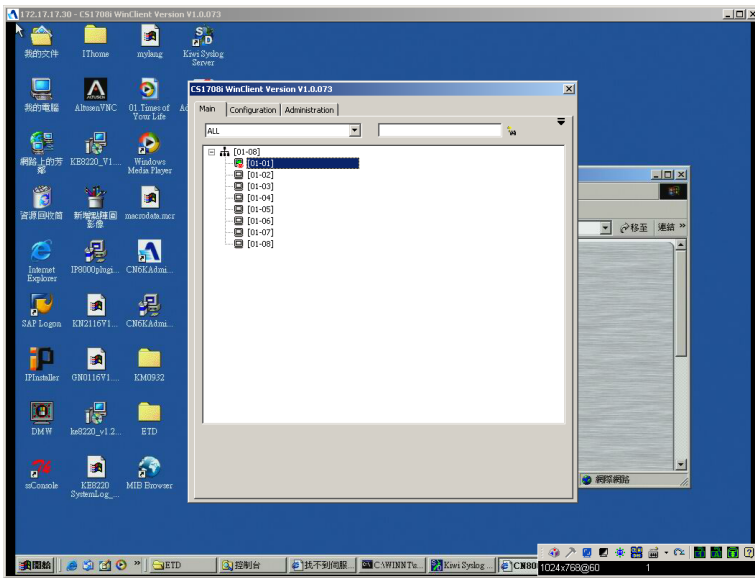 172.17.17.30 - CS1708i WinClient Version V1.0.073
我的文件
IThome
mylang
Kiwi Syslog Server
我的電腦
AltusenVNC
01 Times of Your Life
網路上的芳鄰
KE8220_V1....
Windows Media Player
資源回收筒
新增點陣圖影像
macrodata.mcr
Internet Explorer
IP8000plugi...
CN6KAdmi...
SAP Logon
KN2116V1...
CN6KAdmi...
IPInstaller
GN0116V1....
KM0932
DMW
ke8220_v1.2...
ETD
ssConsole
KE8220 SystemLog_...
MIB Browser
CS1708i WinClient Version V1.0.073
Main
Configuration
Administration
ALL
[01-08]
[01-01]
[01-02]
[01-03]
[01-04]
[01-05]
[01-06]
[01-07]
[01-08]
移至
連結 »
網際網路
開始
ETD
控制台
找不到伺服...
C:\WINNT\s...
Kiwi Syslog ...
CN80
1024x768@60
1